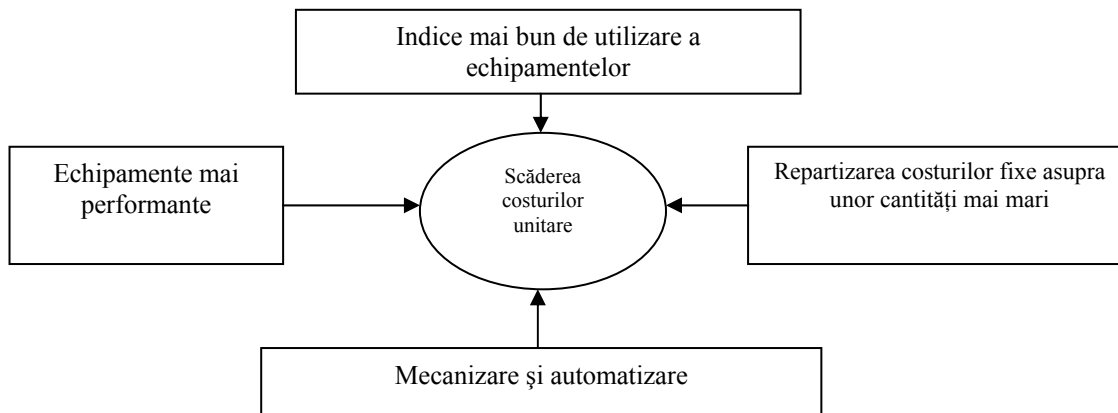 Indice mai bun de utilizare a
echipamentelor
Echipamente mai
performante
Scăderea
costurilor
unitare
Repartizarea costurilor fixe asupra
unor cantități mai mari
Mecanizare şi automatizare